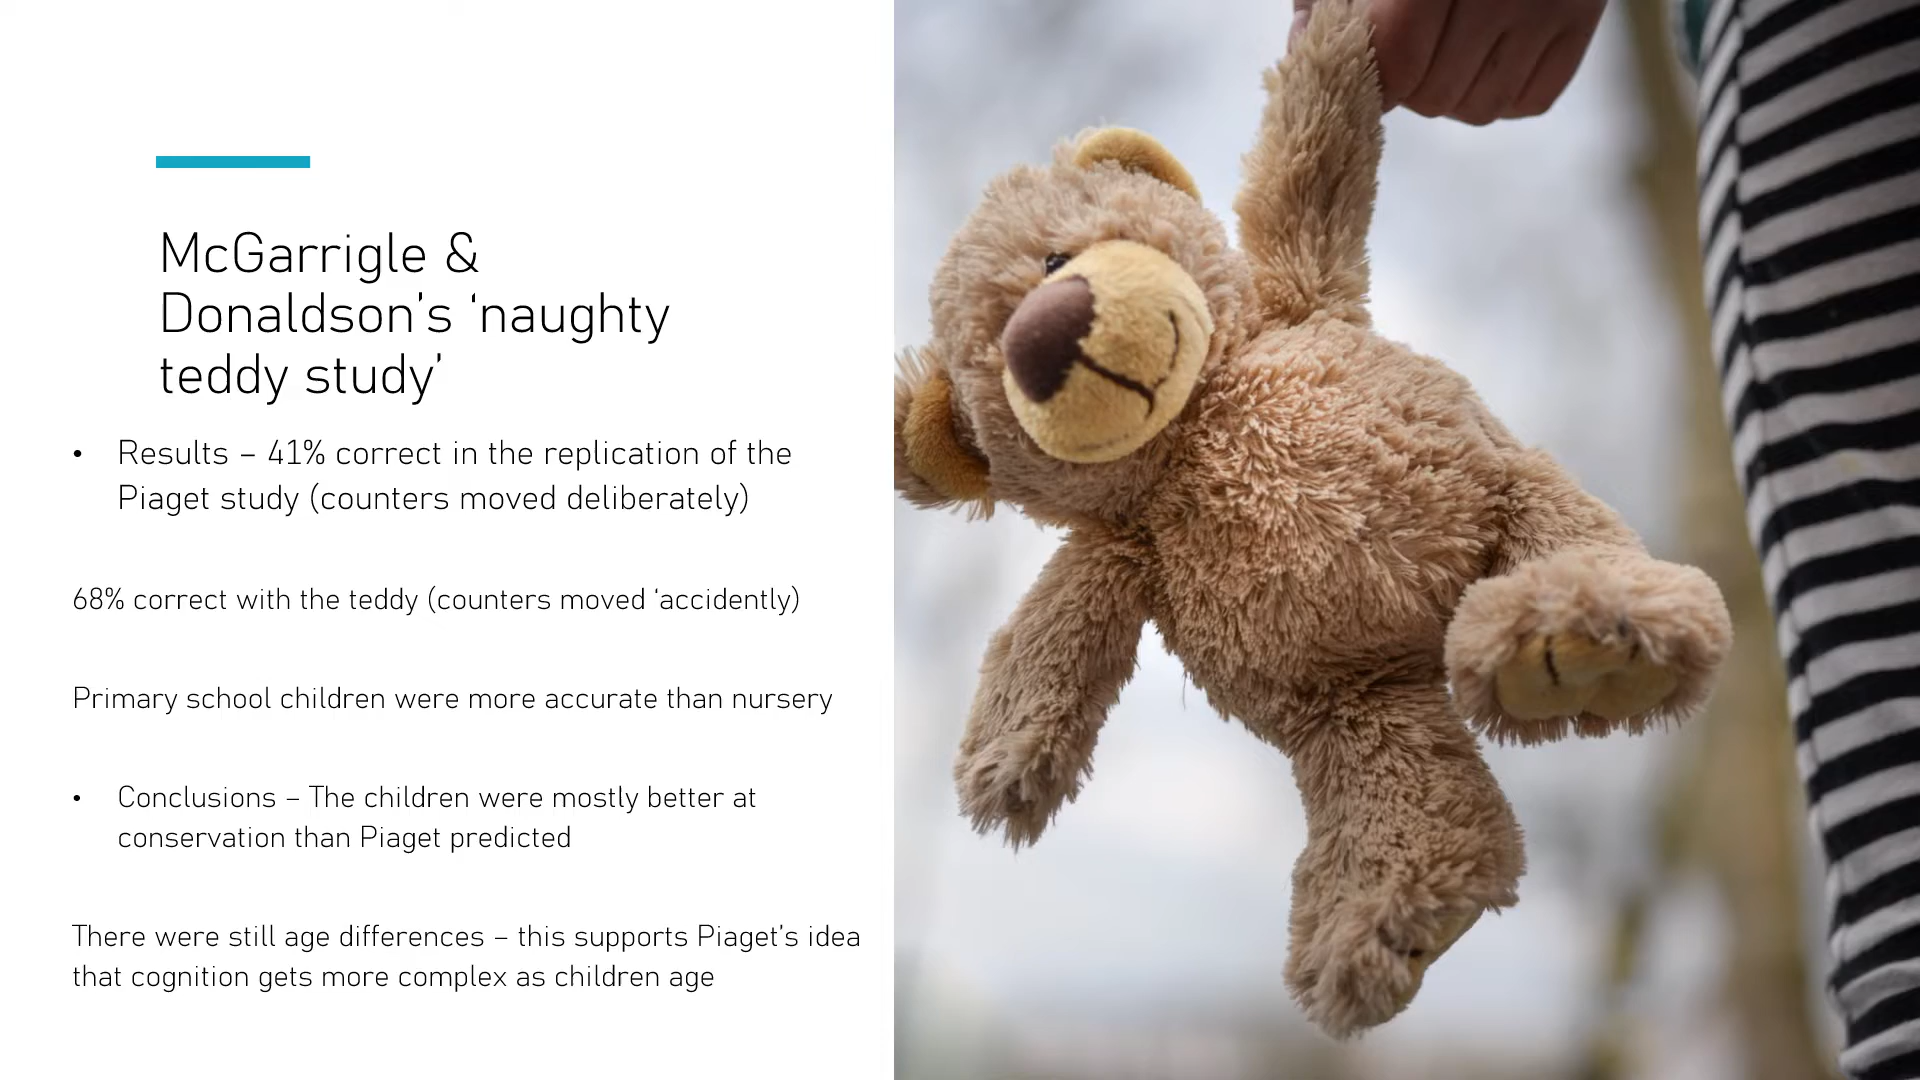 McGarrigle &
Donaldson’s ‘naughty
teddy study’
• Results – 41% correct in the replication of the
Piaget study (counters moved deliberately)
68% correct with the teddy (counters moved ‘accidently)
Primary school children were more accurate than nursery
• Conclusions – The children were mostly better at
conservation than Piaget predicted
There were still age differences – this supports Piaget’s idea
that cognition gets more complex as children age